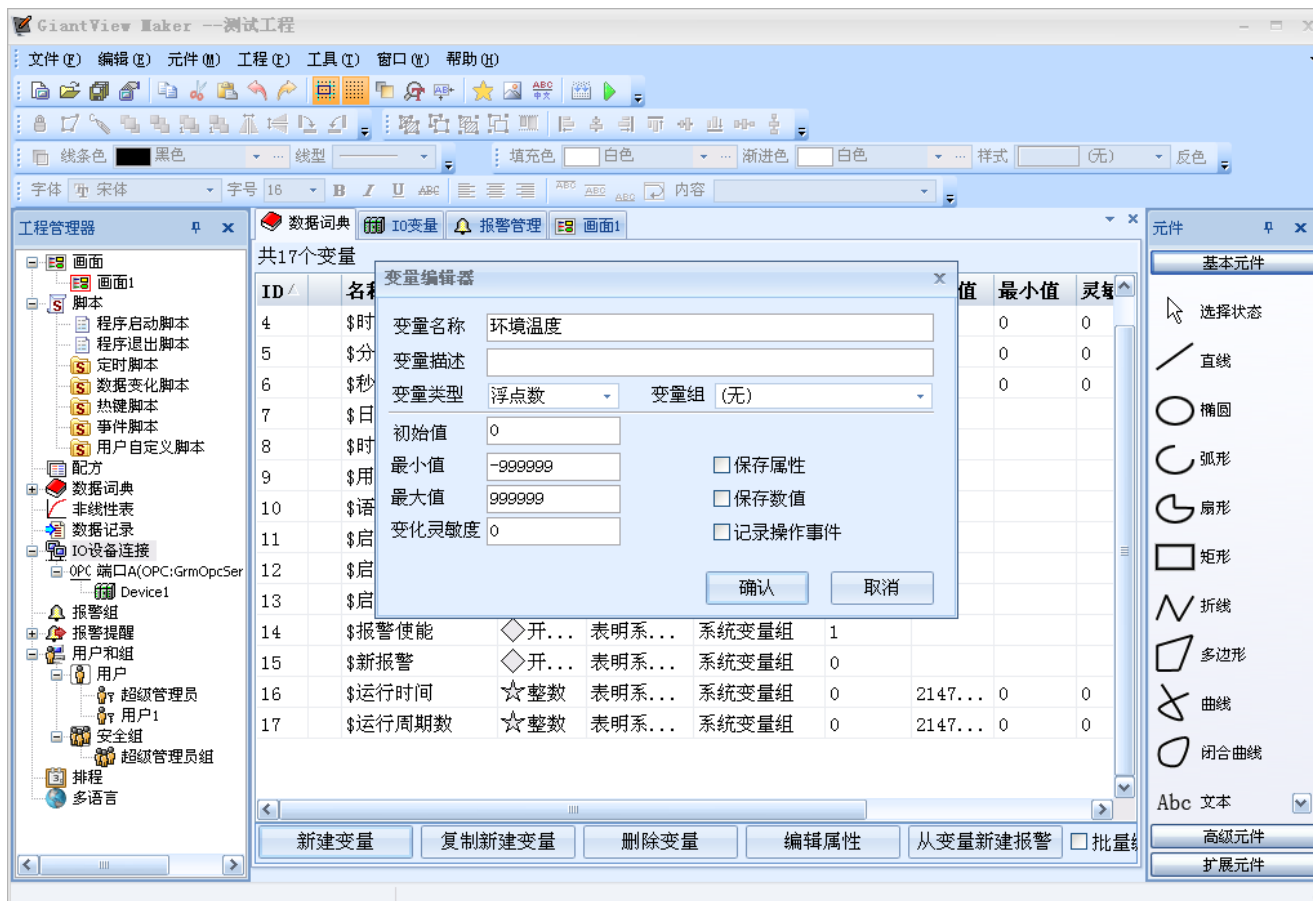 GiantView Maker --测试工程
文件(F) 编辑(E) 元件(M) 工程(P) 工具(T) 窗口(W) 帮助(H)
线条色 黑色 线型 填充色 白色 渐进色 白色 样式 (无) 反色
字体 宋体 字号 16 B I U ABC ABC ABC ABC 内容
工程管理器
画面
画面1
脚本
程序启动脚本
程序退出脚本
定时脚本
数据变化脚本
热键脚本
事件脚本
用户自定义脚本
配方
数据词典
非线性表
数据记录
IO设备连接
OPC 端口A(OPC:GrmOpcSer
Device1
报警组
报警提醒
用户和组
用户
超级管理员
用户1
安全组
超级管理员组
排程
多语言
数据词典 IO变量 报警管理 画面1
共17个变量
ID 值 最小值
4 $时 0 0
5 $分 0 0
6 $秒 0 0
7 $日
8 $时
9 $用
10 $语
11 $启
12 $启
13 $启
14 $报警使能 开... 表明系... 系统变量组 1
15 $新报警 开... 表明系... 系统变量组 0
16 $运行时间 整数 表明系... 系统变量组 0 2147... 0 0
17 $运行周期数 整数 表明系... 系统变量组 0 2147... 0 0
新建变量 复制新建变量 删除变量 编辑属性 从变量新建报警 批量
变量编辑器
变量名称 环境温度
变量描述
变量类型 浮点数 变量组 (无)
初始值 0
最小值 -999999 保存属性
最大值 999999 保存数值
变化灵敏度 0 记录操作事件
确认 取消
元件
基本元件
选择状态
直线
椭圆
弧形
扇形
矩形
折线
多边形
曲线
闭合曲线
Abc 文本
高级元件
扩展元件